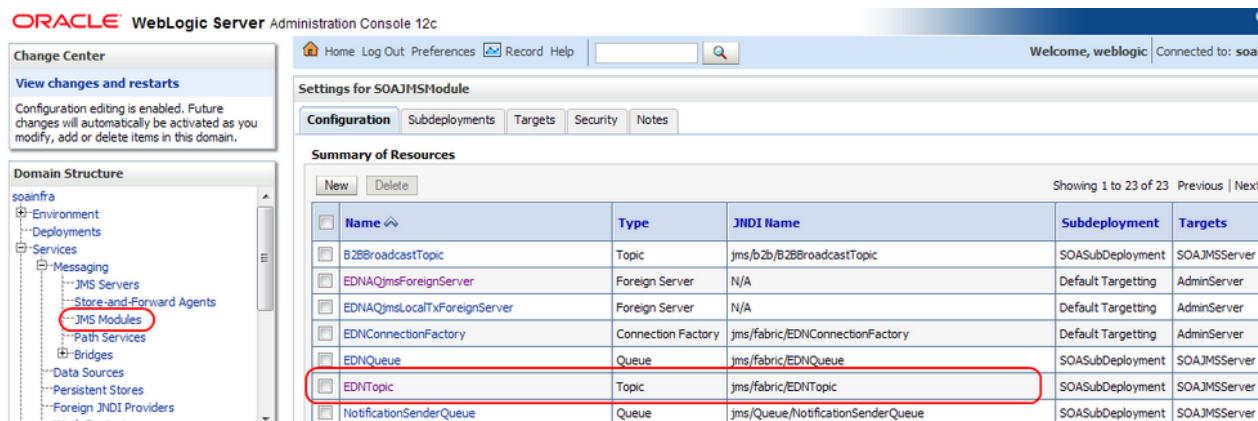 ORACLE WebLogic Server Administration Console 12c
Change Center
View changes and restarts
Configuration editing is enabled. Future
changes will automatically be activated as you
modify, add or delete items in this domain.
Domain Structure
soainfra
Environment
Deployments
Services
Messaging
JMS Servers
Store-and-Forward Agents
JMS Modules
Path Services
Bridges
Data Sources
Persistent Stores
Foreign JNDI Providers
Home Log Out Preferences Record Help
Welcome, weblogic Connected to:
Settings for SOAJMSModule
Configuration Subdeployments Targets Security Notes
Summary of Resources
New Delete Showing 1 to 23 of 23 Previous | Next
Name Type JNDI Name Subdeployment Targets
B2BBroadcastTopic Topic jms/b2b/B2BBroadcastTopic SOASubDeployment SOAJMSServer
EDNAQjmsForeignServer Foreign Server N/A Default Targetting AdminServer
EDNAQjmsLocalTxForeignServer Foreign Server N/A Default Targetting AdminServer
EDNConnectionFactory Connection Factory jms/fabric/EDNConnectionFactory Default Targetting AdminServer
EDNQueue Queue jms/fabric/EDNQueue SOASubDeployment SOAJMSServer
EDNTopic Topic jms/fabric/EDNTopic SOASubDeployment SOAJMSServer
NotificationSenderQueue Queue jms/Queue/NotificationSenderQueue SOASubDeployment SOAJMSServer